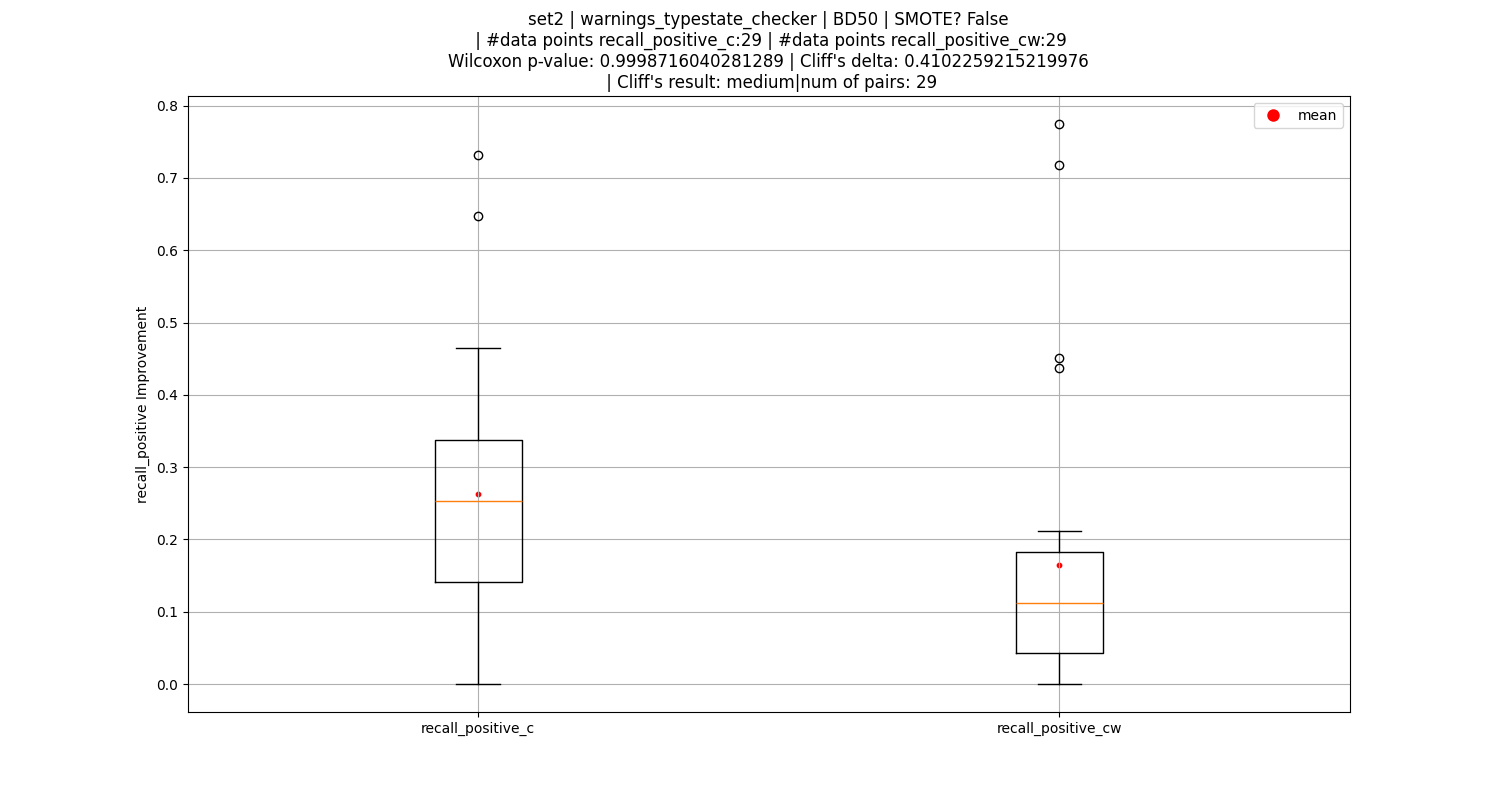 set2 | warnings_typestate_checker | BD50 | SMOTE? False
| #data points recall_positive_c:29 | #data points recall_positive_cw:29
Wilcoxon p-value: 0.9998716040281289 | Cliff's delta: 0.4102259215219976
| Cliff's result: medium|num of pairs: 29
mean
0.8
0.7
0.6
0.5
0.4
0.3
0.2
0.1
0.0
recall_positive Improvement
recall_positive_c
recall_positive_cw